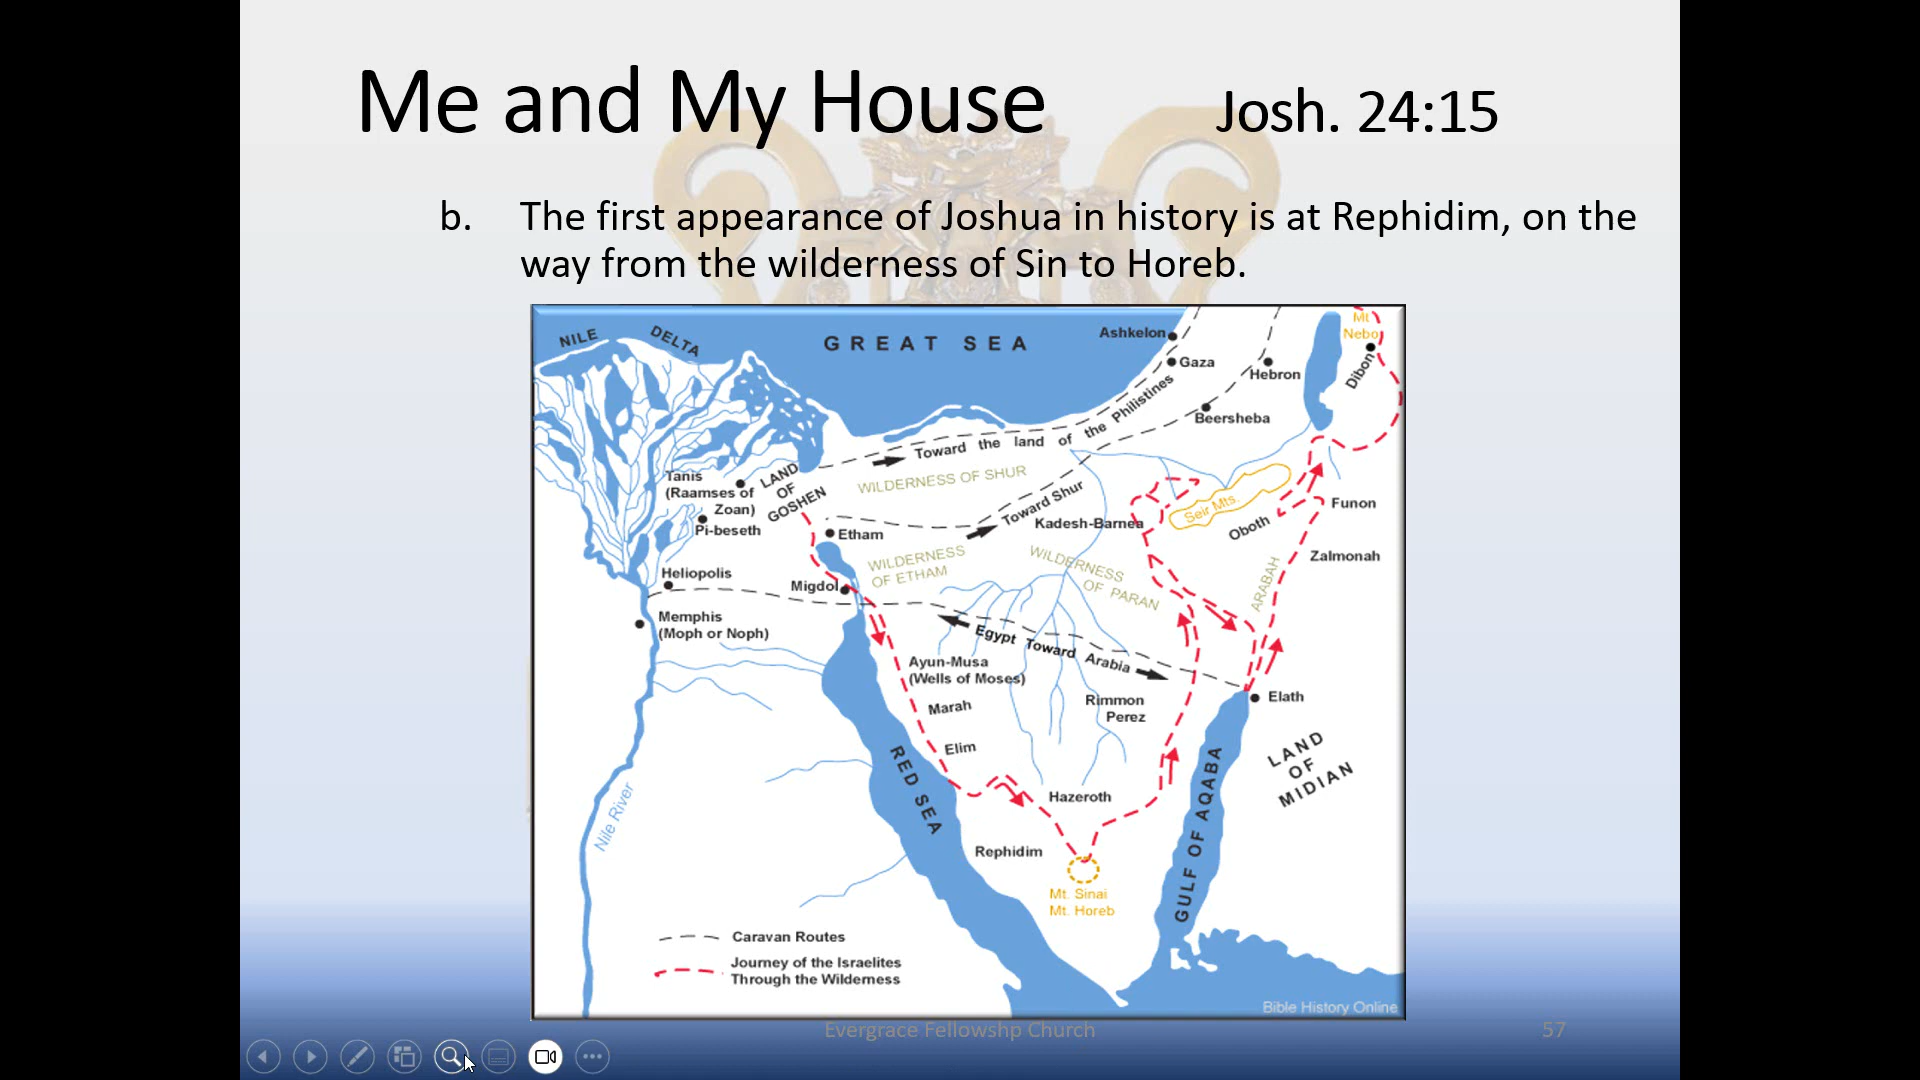 Me and My House
Josh. 24:15
b. The first appearance of Joshua in history is at Rephidim, on the
way from the wilderness of Sin to Horeb.
NILE DELTA
GREAT SEA
Ashkelon
Mt
Nebo
Gaza
Hebron
Dibon
Beersheba
Toward the land of the Philistines
WILDERNESS OF SHUR
Tanis
(Raamses of
Zoan)
LAND
OF
GOSHEN
Pi-beseth
Toward Shur
Kadesh-Barnea
Seir Mts.
Oboth
Funon
Etham
WILDERNESS
OF ETHAM
WILDERNESS
OF PARAN
ARABAH
Zalmonah
Heliopolis
Migdol
Memphis
(Moph or Noph)
Egypt Toward Arabia
Ayun-Musa
(Wells of Moses)
Marah
Rimmon
Perez
Elath
Elim
RED SEA
LAND
OF
MIDIAN
GULF OF AQABA
Hazeroth
Nile River
Rephidim
Mt. Sinai
Mt. Horeb
Caravan Routes
Journey of the Israelites
Through the Wilderness
Bible History Online
Evergrace Fellowshp Church
57